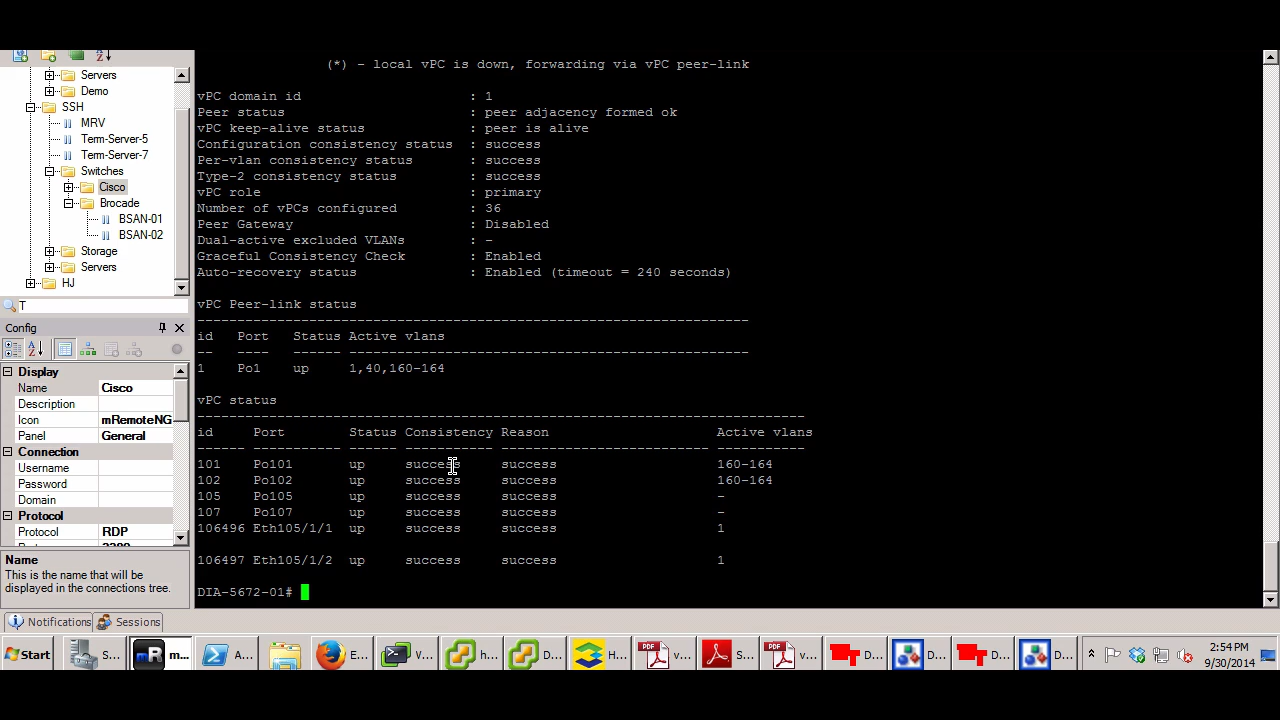 (*) - local vPC is down, forwarding via vPC peer-link
vPC domain id : 1
Peer status : peer adjacency formed ok
vPC keep-alive status : peer is alive
Configuration consistency status : success
Per-vlan consistency status : success
Type-2 consistency status : success
vPC role : primary
Number of vPCs configured : 36
Peer Gateway : Disabled
Dual-active excluded VLANs : -
Graceful Consistency Check : Enabled
Auto-recovery status : Enabled (timeout = 240 seconds)
vPC Peer-link status
---------------------------------------------------------------------
id Port Status Active vlans
-- ---- ------ --------------------------------------------------
1 Po1 up 1,40,160-164
vPC status
----------------------------------------------------------------------------
id Port Status Consistency Reason Active vlans
------ ----------- ------ ----------- -------------------------- -----------
101 Po101 up success success 160-164
102 Po102 up success success 160-164
105 Po105 up success success -
107 Po107 up success success -
106496 Eth105/1/1 up success success 1
106497 Eth105/1/2 up success success 1
DIA-5672-01#
Servers
Demo
SSH
MRV
Term-Server-5
Term-Server-7
Switches
Cisco
Brocade
BSAN-01
BSAN-02
Storage
Servers
HJ
T
Config
Display
Name Cisco
Description
Icon mRemoteNG
Panel General
Connection
Username
Password
Domain
Protocol
Protocol RDP
Name
This is the name that will be
displayed in the connections tree.
Notifications Sessions
Start S... mR m... A... E... V... h... D... H... v... S... v... D... D... D... D...
2:54 PM
9/30/2014